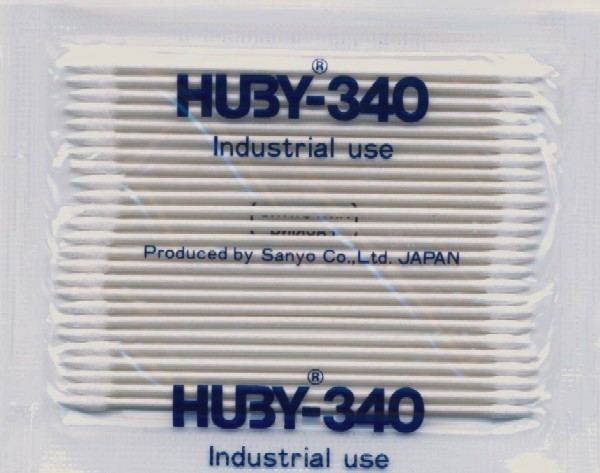 HUBY-340®
Industrial use
Produced by Sanyo Co.,Ltd. JAPAN
HUBY-340®
Industrial use